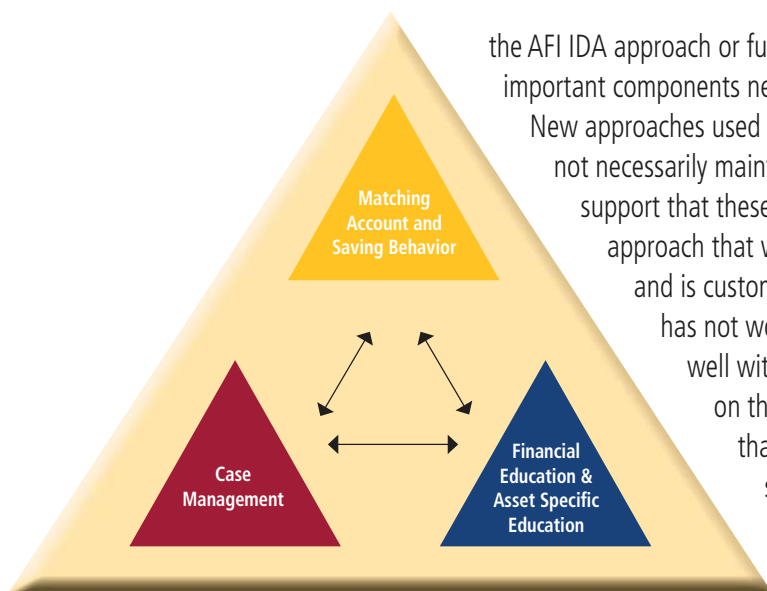 the AFI IDA approach or fu
important components ne
New approaches used
not necessarily maint
support that these
approach that w
and is custom
has not wo
well wit
on th
tha
s
Matching
Account and
Saving Behavior
Case
Management
Financial
Education &
Asset Specific
Education